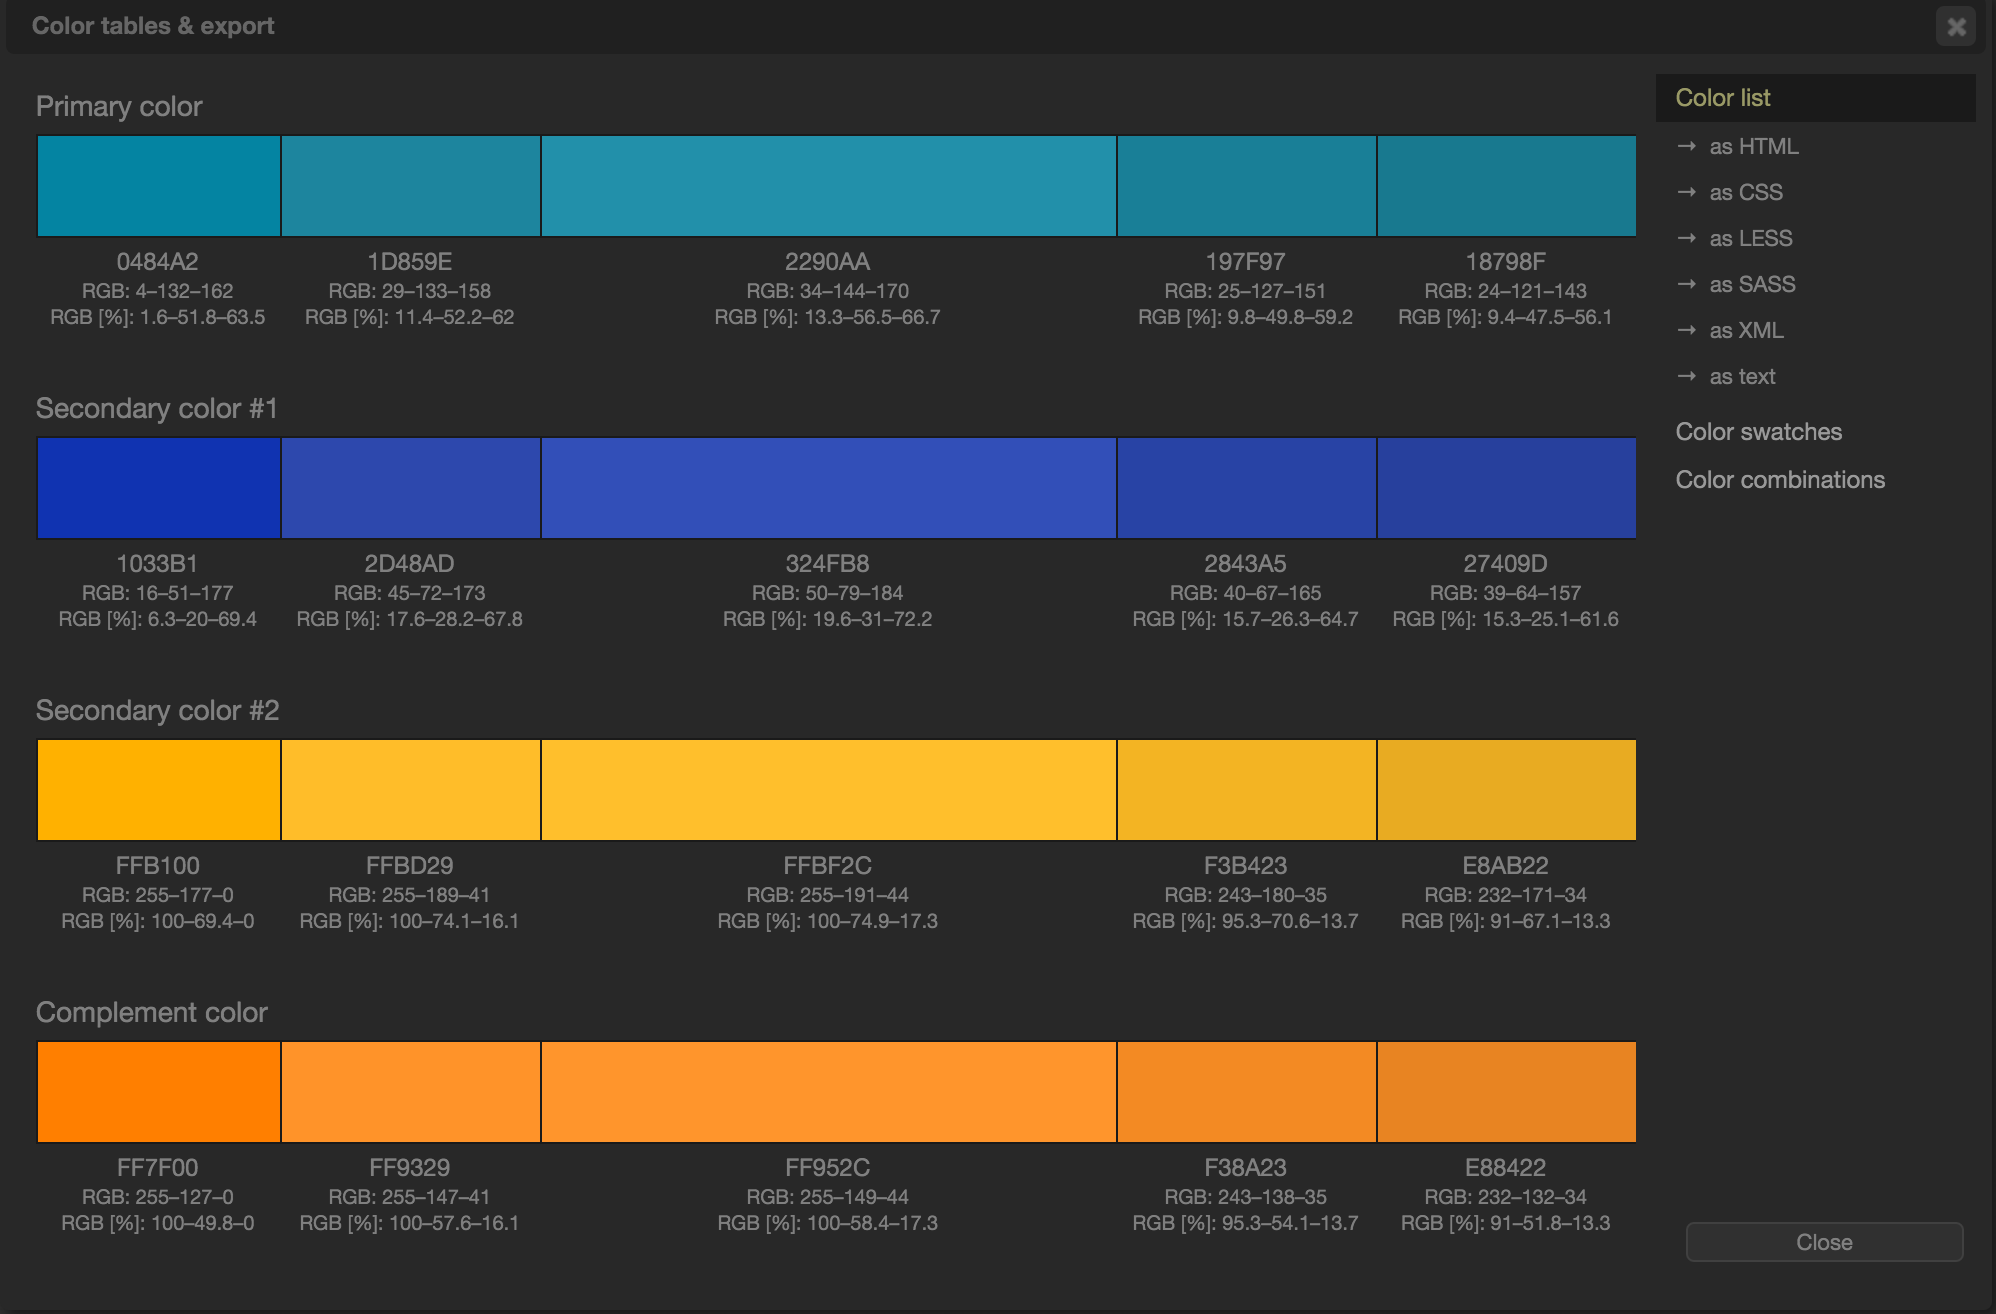 Color tables & export
Primary color
0484A2
RGB: 4–132–162
RGB [%]: 1.6–51.8–63.5
1D859E
RGB: 29–133–158
RGB [%]: 11.4–52.2–62
2290AA
RGB: 34–144–170
RGB [%]: 13.3–56.5–66.7
197F97
RGB: 25–127–151
RGB [%]: 9.8–49.8–59.2
18798F
RGB: 24–121–143
RGB [%]: 9.4–47.5–56.1
Secondary color #1
1033B1
RGB: 16–51–177
RGB [%]: 6.3–20–69.4
2D48AD
RGB: 45–72–173
RGB [%]: 17.6–28.2–67.8
324FB8
RGB: 50–79–184
RGB [%]: 19.6–31–72.2
2843A5
RGB: 40–67–165
RGB [%]: 15.7–26.3–64.7
27409D
RGB: 39–64–157
RGB [%]: 15.3–25.1–61.6
Secondary color #2
FFB100
RGB: 255–177–0
RGB [%]: 100–69.4–0
FFBD29
RGB: 255–189–41
RGB [%]: 100–74.1–16.1
FFBF2C
RGB: 255–191–44
RGB [%]: 100–74.9–17.3
F3B423
RGB: 243–180–35
RGB [%]: 95.3–70.6–13.7
E8AB22
RGB: 232–171–34
RGB [%]: 91–67.1–13.3
Complement color
FF7F00
RGB: 255–127–0
RGB [%]: 100–49.8–0
FF9329
RGB: 255–147–41
RGB [%]: 100–57.6–16.1
FF952C
RGB: 255–149–44
RGB [%]: 100–58.4–17.3
F38A23
RGB: 243–138–35
RGB [%]: 95.3–54.1–13.7
E88422
RGB: 232–132–34
RGB [%]: 91–51.8–13.3
Color list
→ as HTML
→ as CSS
→ as LESS
→ as SASS
→ as XML
→ as text
Color swatches
Color combinations
Close